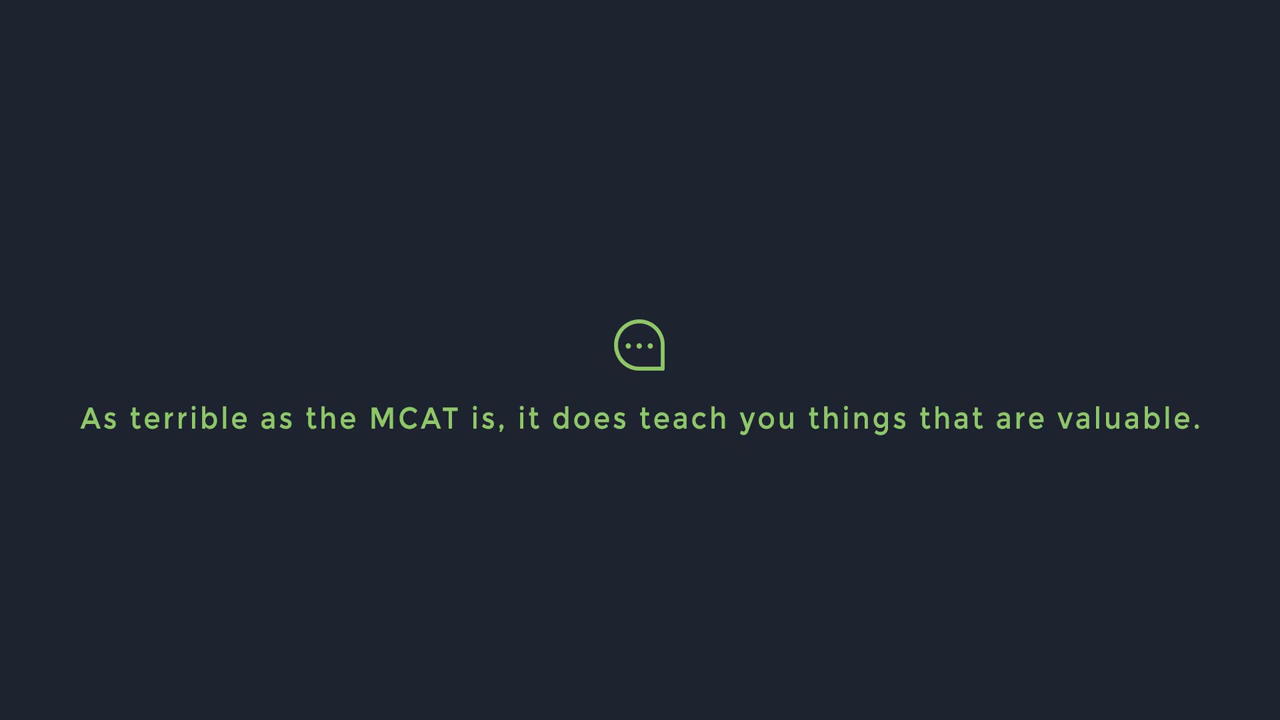 As terrible as the MCAT is, it does teach you things that are valuable.